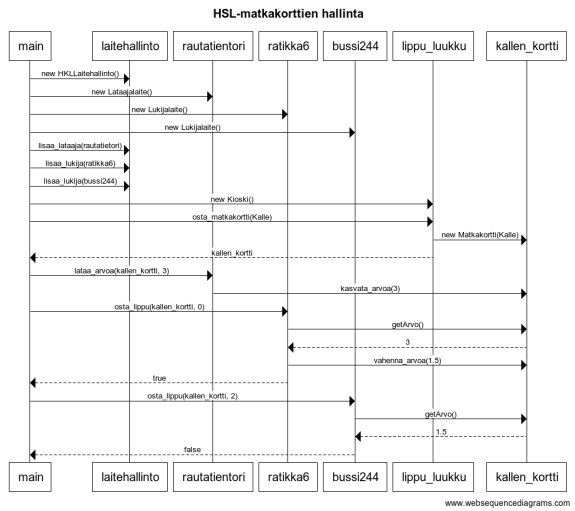 HSL-matkakorttien hallinta
main laitehallinto rautatientori ratikka6 bussi244 lippu_luukku kallen_kortti
new HKLLaitehallinto()
new Lataajalaite()
new Lukijalaite()
new Lukijalaite()
lisaa_lataaja(rautatietori)
lisaa_lukija(ratikka6)
lisaa_lukija(bussi244)
new Kioski()
osta_matkakortti(Kalle)
new Matkakortti(Kalle)
kallen_kortti
lataa_arvoa(kallen_kortti, 3)
kasvata_arvoa(3)
osta_lippu(kallen_kortti, 0)
getArvo()
3
vahenna_arvoa(1.5)
true
osta_lippu(kallen_kortti, 2)
getArvo()
1.5
false
main laitehallinto rautatientori ratikka6 bussi244 lippu_luukku kallen_kortti
www.websequencediagrams.com